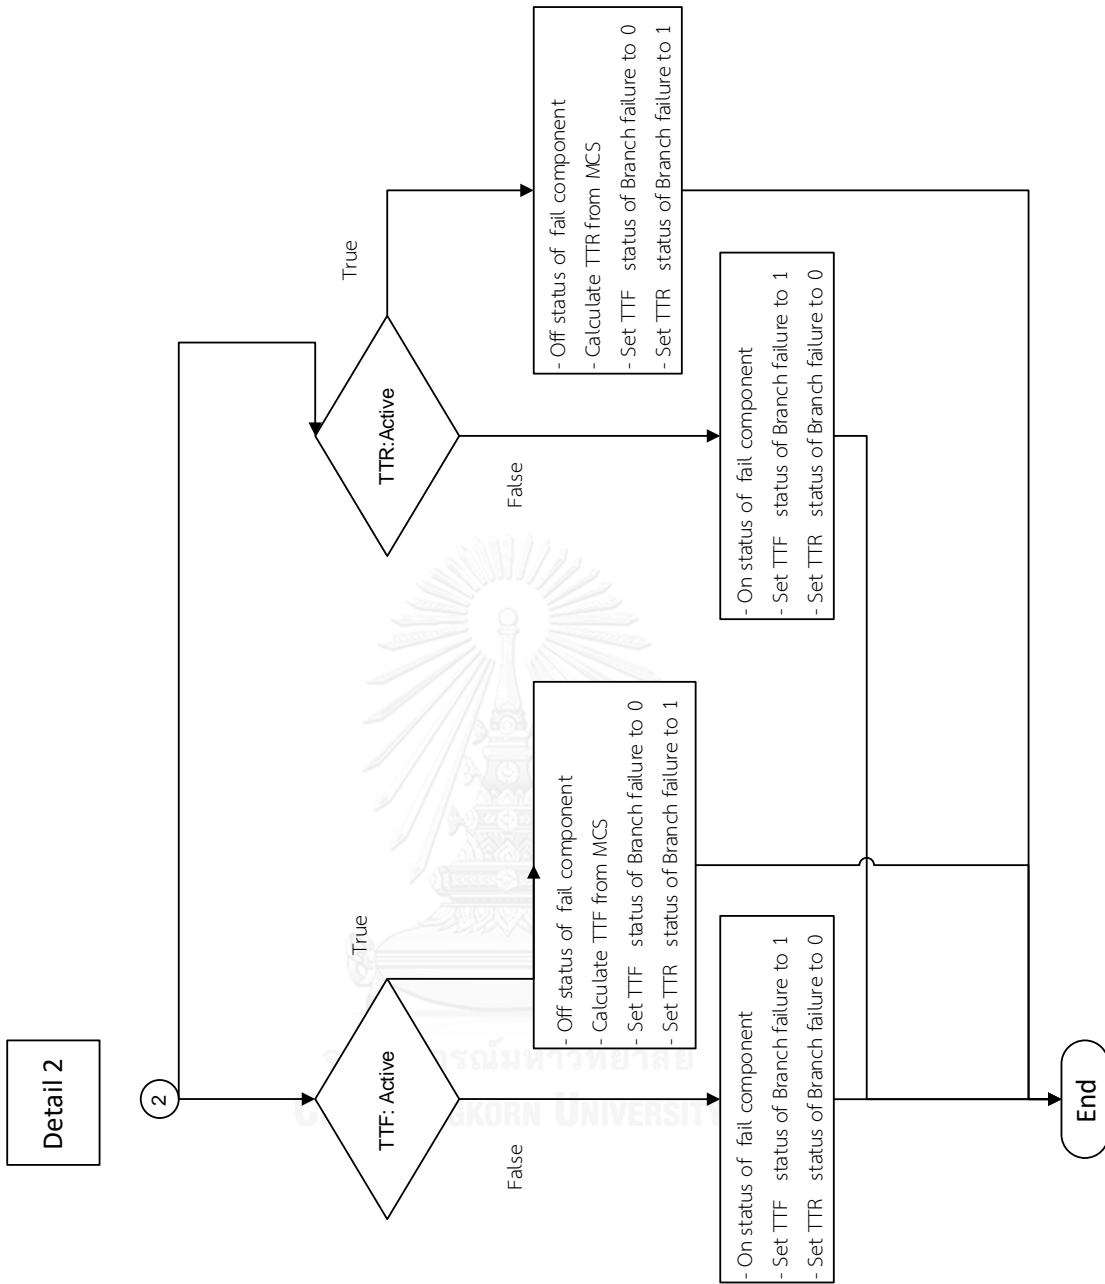 Detail 2
2
TTF: Active
True
False
- Off status of fail component
- Calculate TTF from MCS
- Set TTF status of Branch failure to 0
- Set TTR status of Branch failure to 1
- On status of fail component
- Set TTF status of Branch failure to 1
- Set TTR status of Branch failure to 0
TTR:Active
True
False
- Off status of fail component
- Calculate TTR from MCS
- Set TTF status of Branch failure to 0
- Set TTR status of Branch failure to 1
- On status of fail component
- Set TTF status of Branch failure to 1
- Set TTR status of Branch failure to 0
End
UNIVERSITY